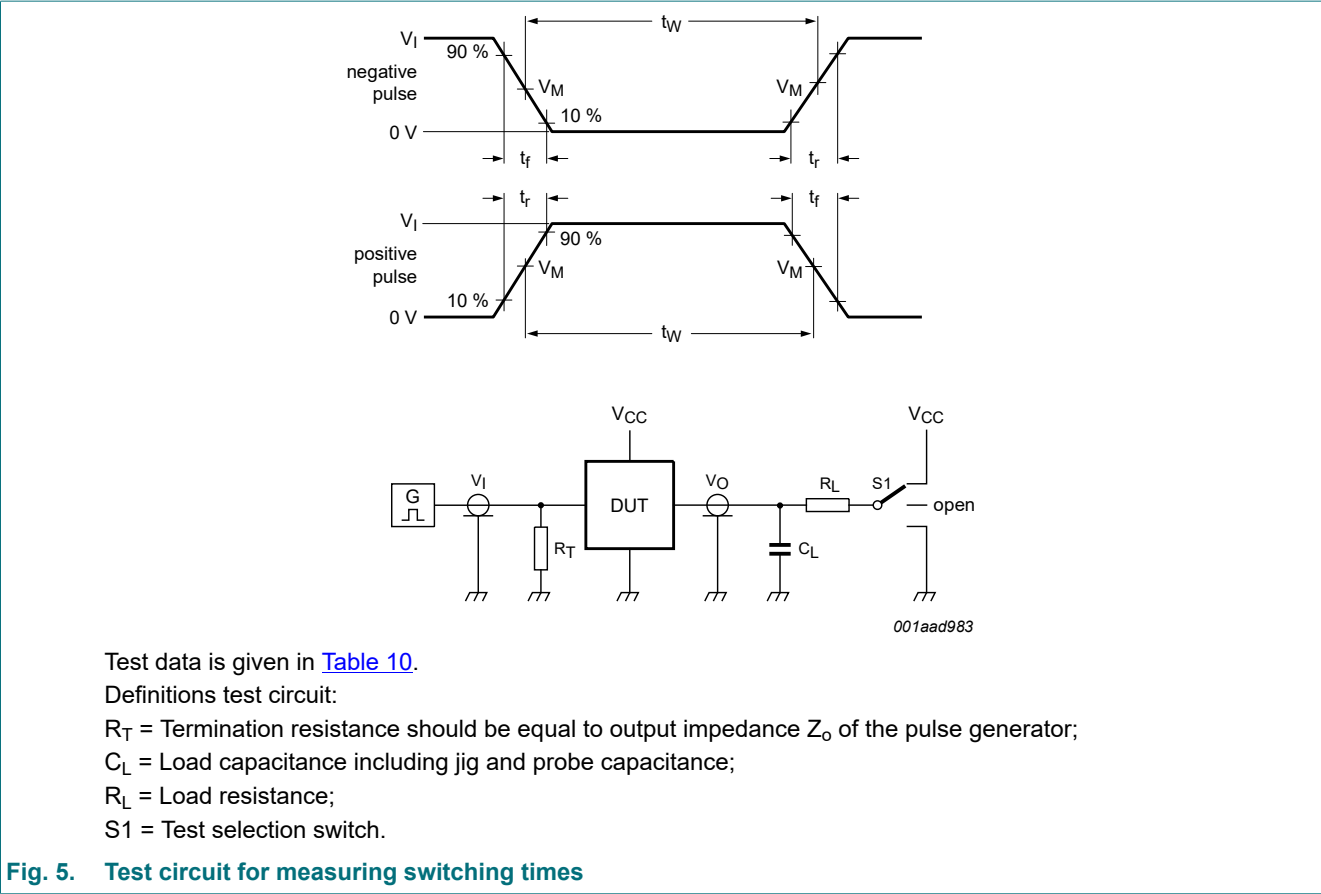 tW
VI
90 %
negative
pulse
VM
VM
10 %
0 V
tf
tr
tr
tf
VI
90 %
positive
pulse
VM
VM
10 %
0 V
tW
VCC
VCC
G
VI
DUT
VO
RL
S1
open
RT
CL
001aad983
Test data is given in Table 10.
Definitions test circuit:
RT = Termination resistance should be equal to output impedance Zo of the pulse generator;
CL = Load capacitance including jig and probe capacitance;
RL = Load resistance;
S1 = Test selection switch.
Fig. 5. Test circuit for measuring switching times